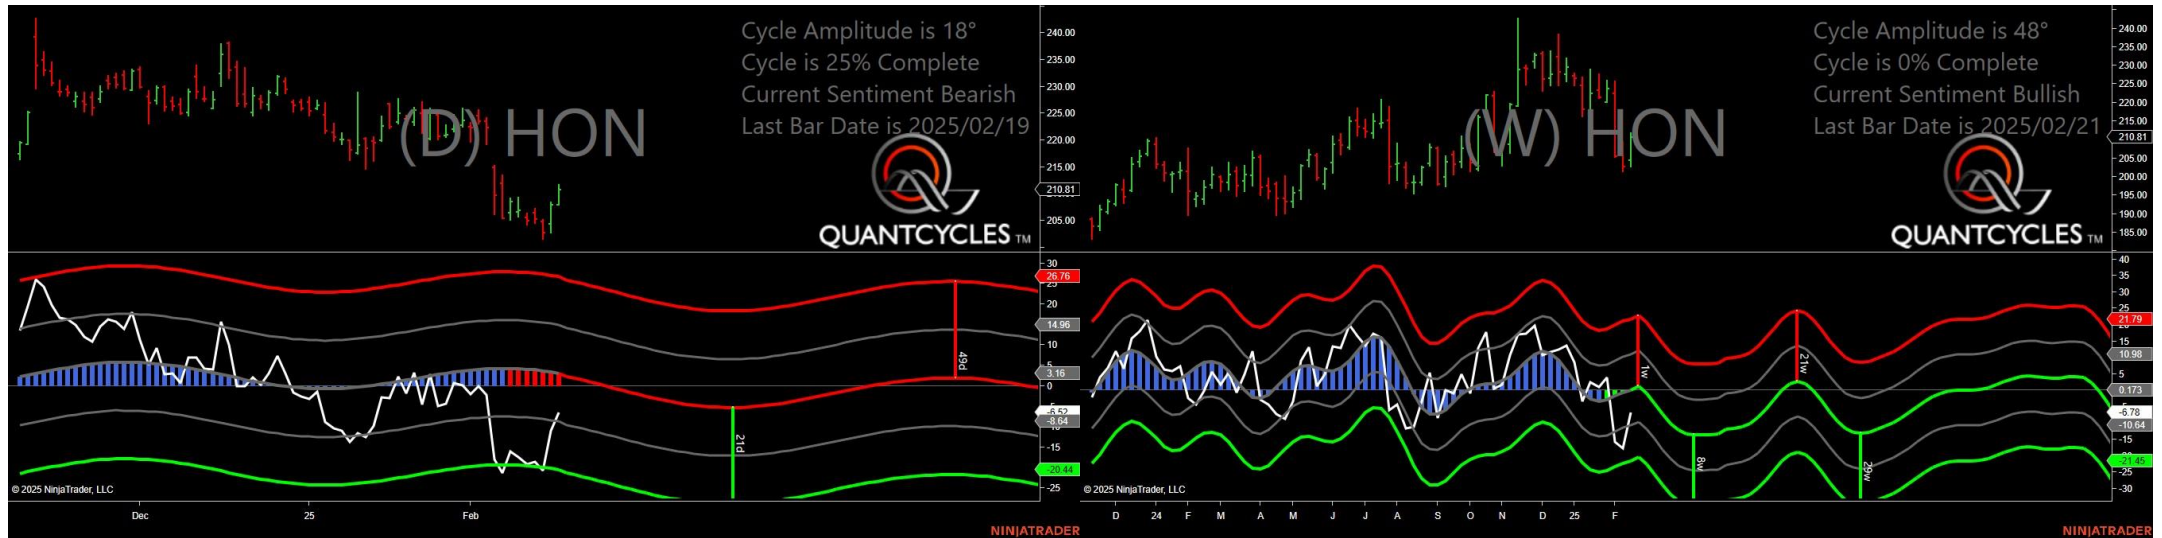 Cycle Amplitude is 18°
Cycle is 25% Complete
Current Sentiment Bearish
Last Bar Date is 2025/02/19
(D) HON
QUANTCYCLES TM
240.00
235.00
230.00
225.00
220.00
215.00
210.81
205.00
30
26.76
20
14.96
10
5
3.16
0
-6.52
-8.64
-15
-20.44
-25
49d
21d
© 2025 NinjaTrader, LLC
Dec
25
Feb
NINJATRADER
Cycle Amplitude is 48°
Cycle is 0% Complete
Current Sentiment Bullish
Last Bar Date is 2025/02/21
(W) HON
QUANTCYCLES TM
240.00
235.00
230.00
225.00
220.00
215.00
210.81
205.00
200.00
195.00
190.00
185.00
40
35
30
25
21.79
15
10.98
5
0.173
-6.78
-10.64
-15
-21.45
-25
-30
1w
21w
8w
29w
© 2025 NinjaTrader, LLC
D 24 F M A M J J A S O N D 25 F
NINJATRADER